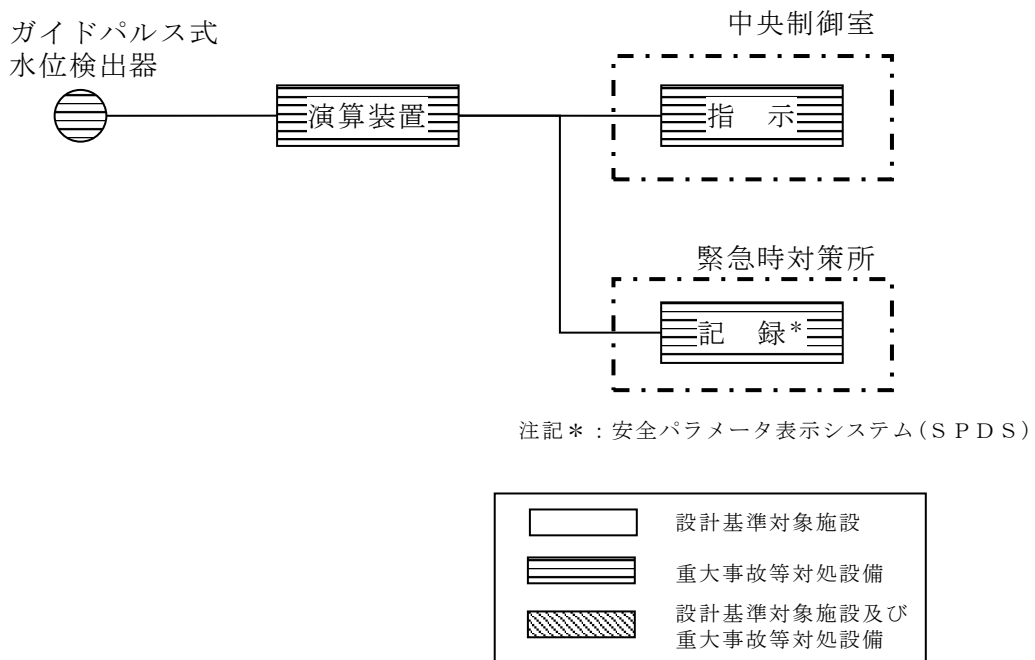 ガイドパルス式
水位検出器
演算装置
中央制御室
指　示
緊急時対策所
記　録*
注記＊：安全パラメータ表示システム（ＳＰＤＳ）
設計基準対象施設
重大事故等対処設備
設計基準対象施設及び
重大事故等対処設備